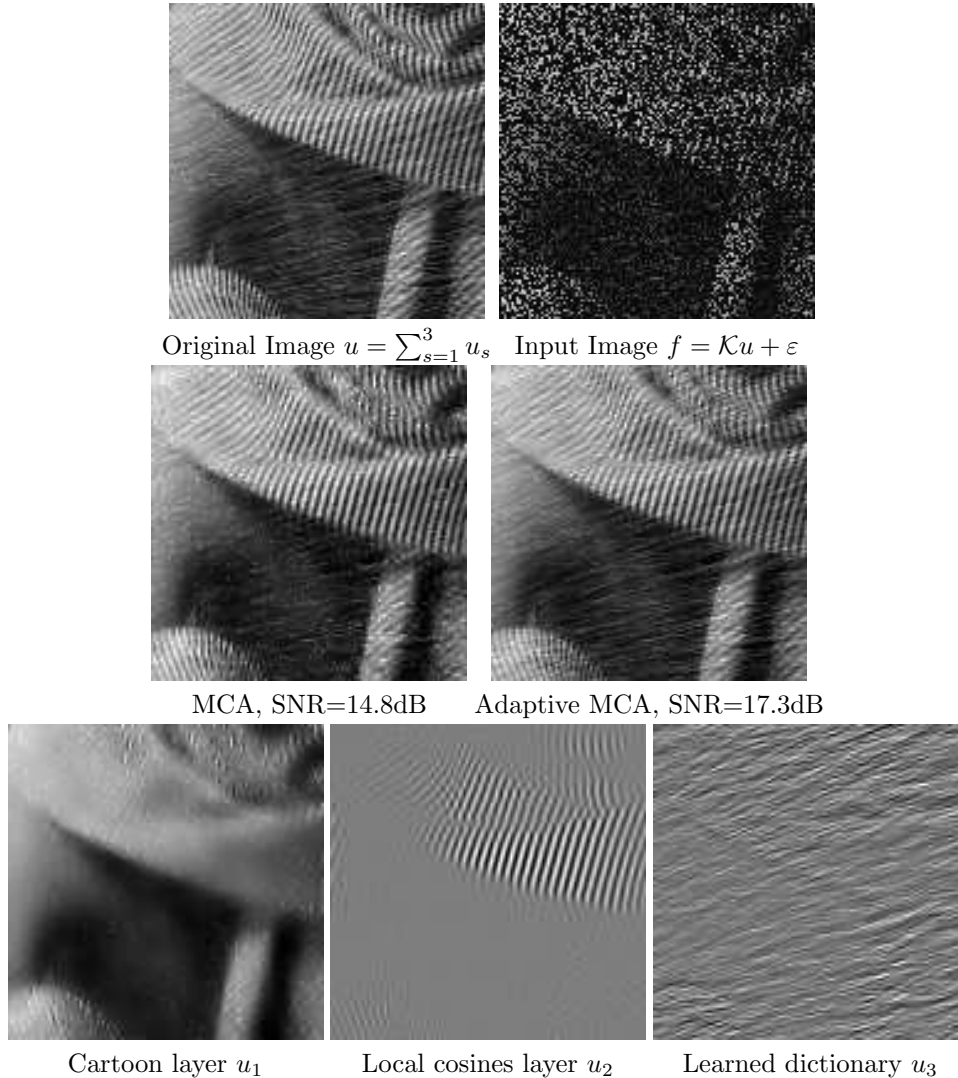 Original Image $u = \sum_{s=1}^{3} u_s$ Input Image $f = \mathcal{K}u + \varepsilon$
MCA, SNR=14.8dB Adaptive MCA, SNR=17.3dB
Cartoon layer $u_1$ Local cosines layer $u_2$ Learned dictionary $u_3$